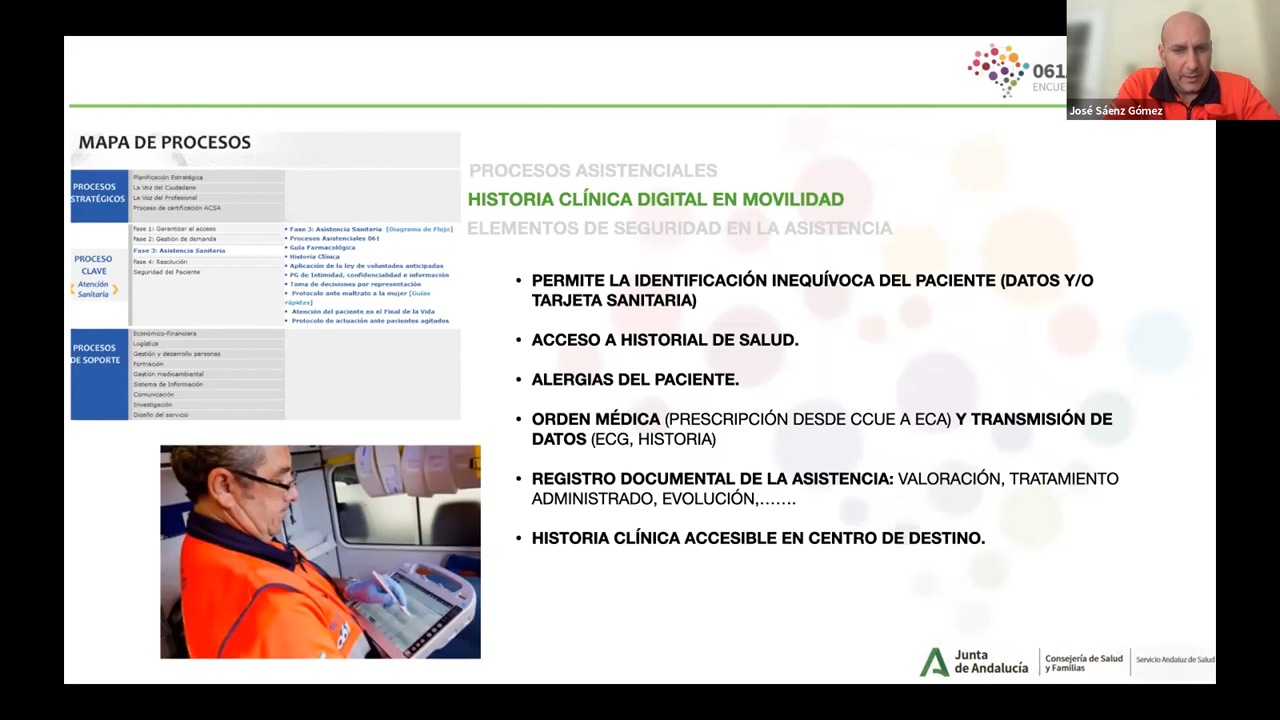 061
ENCUE
José Sáenz Gómez
MAPA DE PROCESOS
PROCESOS
STRATÉGICOS
Planificación Estratégica
La Voz del Ciudadano
La Voz del Profesional
Proceso de certificación ACSA
PROCESO
CLAVE
Atención
Sanitaria
Fase 1: Garantizar el acceso
Fase 2: Gestión de demanda
Fase 3: Asistencia Sanitaria
Fase 4: Resolución
Seguridad del Paciente
• Fase 3: Asistencia Sanitaria [Diagrama de Flujo]
• Procesos Asistenciales 061
• Guía Farmacológica
• Historia Clínica
• Aplicación de la ley de voluntades anticipadas
• PG de Intimidad, confidencialidad e información
• Toma de decisiones por representación
• Protocolo ante maltrato a la mujer [Guías
rápidas]
• Atención del paciente en el Final de la Vida
• Protocolo de actuación ante pacientes agitados
PROCESOS
DE SOPORTE
Económico-Financiera
Logística
Gestión y desarrollo personas
Formación
Gestión medioambiental
Sistema de Información
Comunicación
Investigación
Diseño del servicio
PROCESOS ASISTENCIALES
HISTORIA CLÍNICA DIGITAL EN MOVILIDAD
ELEMENTOS DE SEGURIDAD EN LA ASISTENCIA
• PERMITE LA IDENTIFICACIÓN INEQUÍVOCA DEL PACIENTE (DATOS Y/O
TARJETA SANITARIA)
• ACCESO A HISTORIAL DE SALUD.
• ALERGIAS DEL PACIENTE.
• ORDEN MÉDICA (PRESCRIPCIÓN DESDE CCUE A ECA) Y TRANSMISIÓN DE
DATOS (ECG, HISTORIA)
• REGISTRO DOCUMENTAL DE LA ASISTENCIA: VALORACIÓN, TRATAMIENTO
ADMINISTRADO, EVOLUCIÓN,.......
• HISTORIA CLÍNICA ACCESIBLE EN CENTRO DE DESTINO.
Junta
de Andalucía
Consejería de Salud
y Familias
Servicio Andaluz de Salud